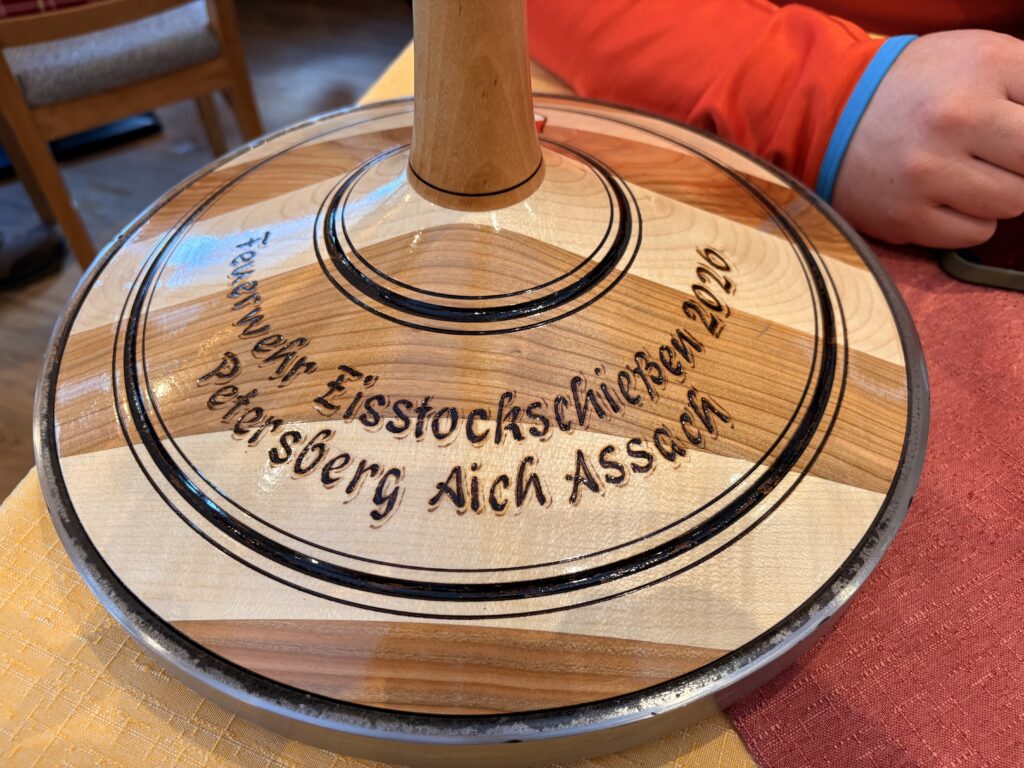 Feuerwehr Eisstockschießen 2026
Petersberg Aich Assach